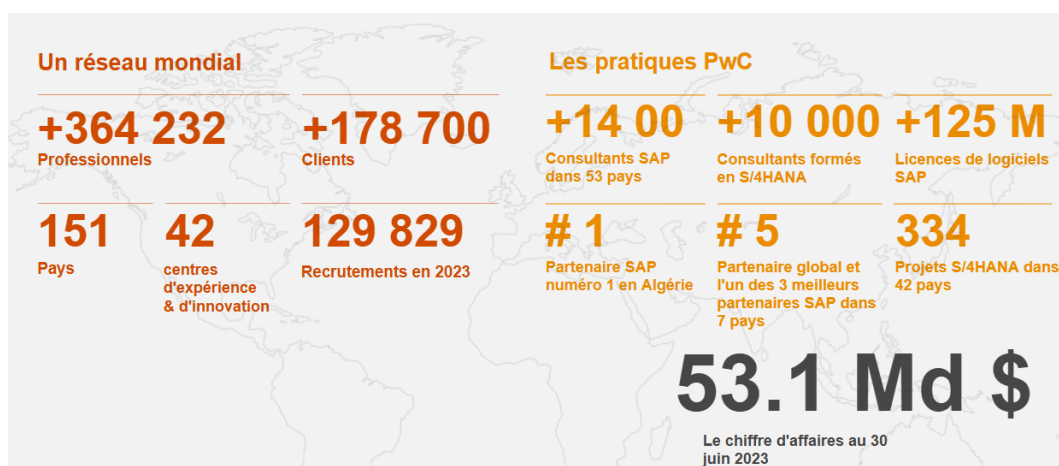 Un réseau mondial
+364 232
Professionnels
+178 700
Clients
151
Pays
42
centres
d'expérience
& d'innovation
129 829
Recrutements en 2023
Les pratiques PwC
+14 00
Consultants SAP
dans 53 pays
+10 000
Consultants formés
en S/4HANA
+125 M
Licences de logiciels
SAP
# 1
Partenaire SAP
numéro 1 en Algérie
# 5
Partenaire global et
l'un des 3 meilleurs
partenaires SAP dans
7 pays
334
Projets S/4HANA dans
42 pays
53.1 Md $
Le chiffre d'affaires au 30
juin 2023